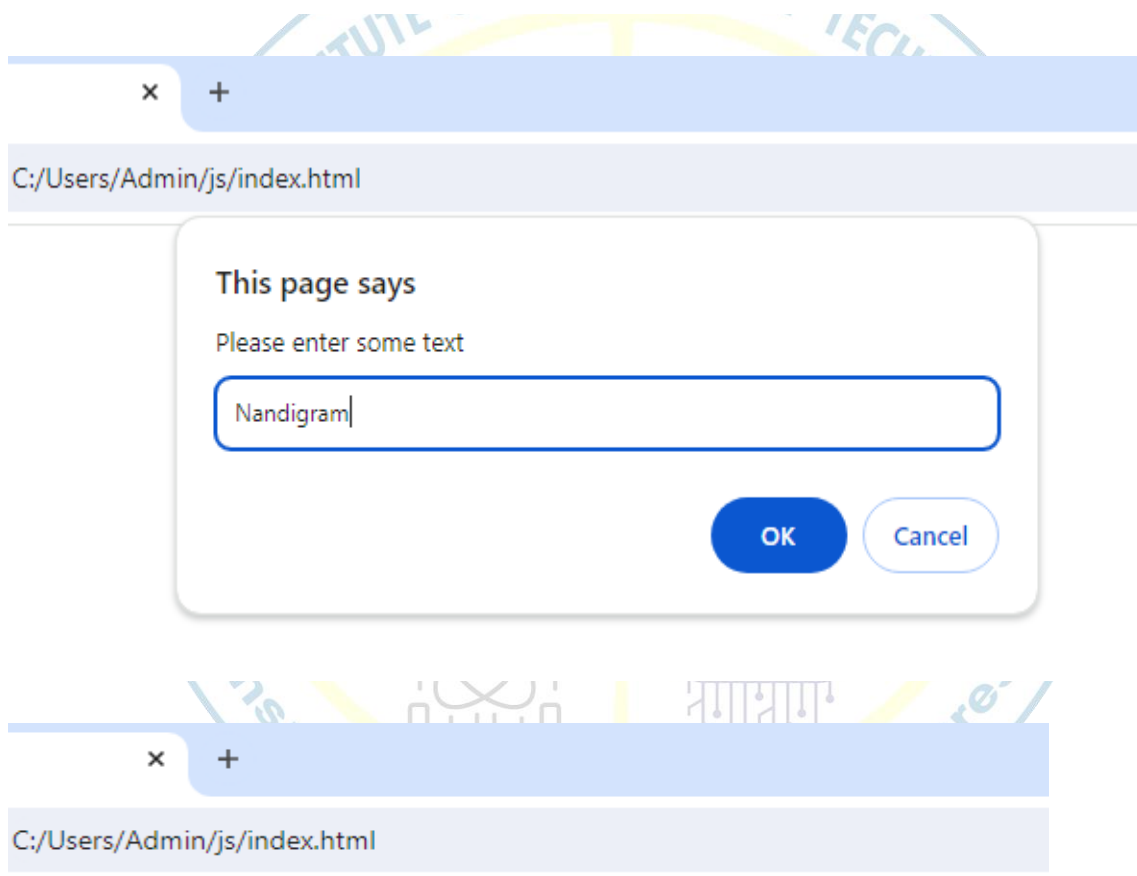 TECH
C:/Users/Admin/js/index.html
This page says
Please enter some text
Nandigram
OK
Cancel
C:/Users/Admin/js/index.html